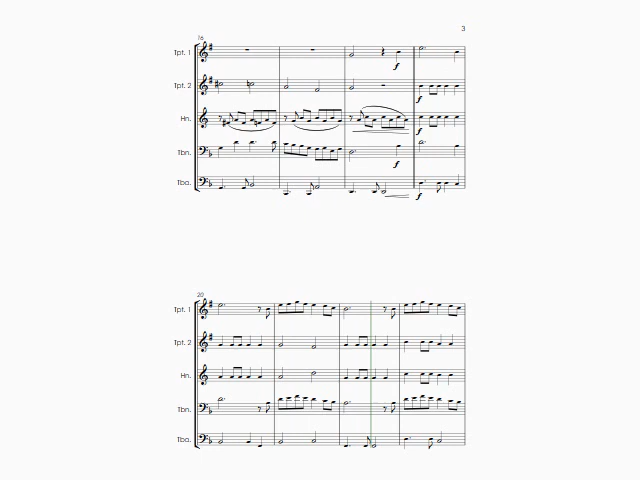 3
16
Tpt. 1
Tpt. 2
Hn.
Tbn.
Tba.
f
f
f
f
f
20
Tpt. 1
Tpt. 2
Hn.
Tbn.
Tba.